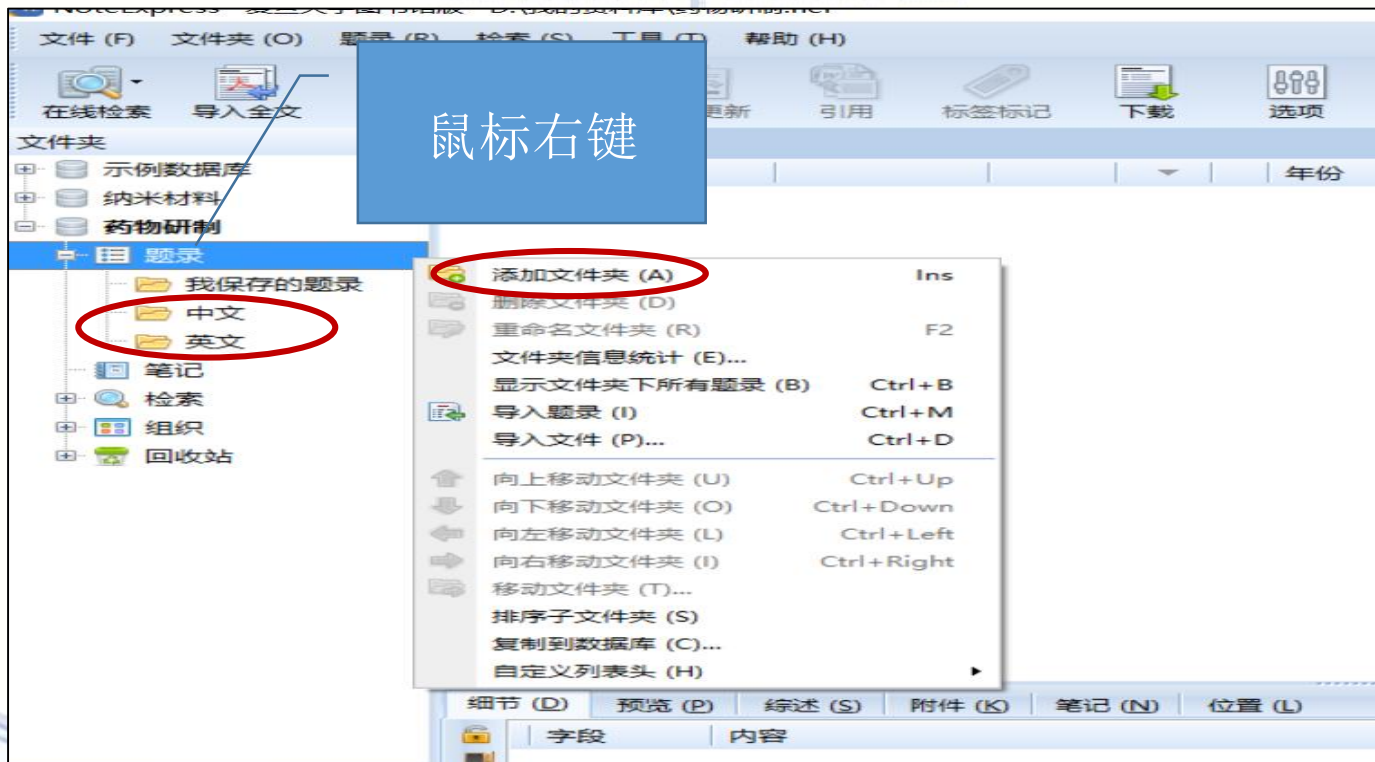 文件 (F) 文件夹 (O) 题录 (R) 检索 (S) 工具 (T) 帮助 (H)
在线检索 导入全文 更新 引用 标签标记 下载 选项
鼠标右键
文件夹
年份
示例数据库
纳米材料
药物研制
题录
我保存的题录
中文
英文
笔记
检索
组织
回收站
添加文件夹 (A) Ins
删除文件夹 (D)
重命名文件夹 (R) F2
文件夹信息统计 (E)...
显示文件夹下所有题录 (B) Ctrl+B
导入题录 (I) Ctrl+M
导入文件 (P)... Ctrl+D
向上移动文件夹 (U) Ctrl+Up
向下移动文件夹 (O) Ctrl+Down
向左移动文件夹 (L) Ctrl+Left
向右移动文件夹 (I) Ctrl+Right
移动文件夹 (T)...
排序子文件夹 (S)
复制到数据库 (C)...
自定义列表头 (H)
细节 (D) 预览 (P) 综述 (S) 附件 (K) 笔记 (N) 位置 (L)
字段 内容